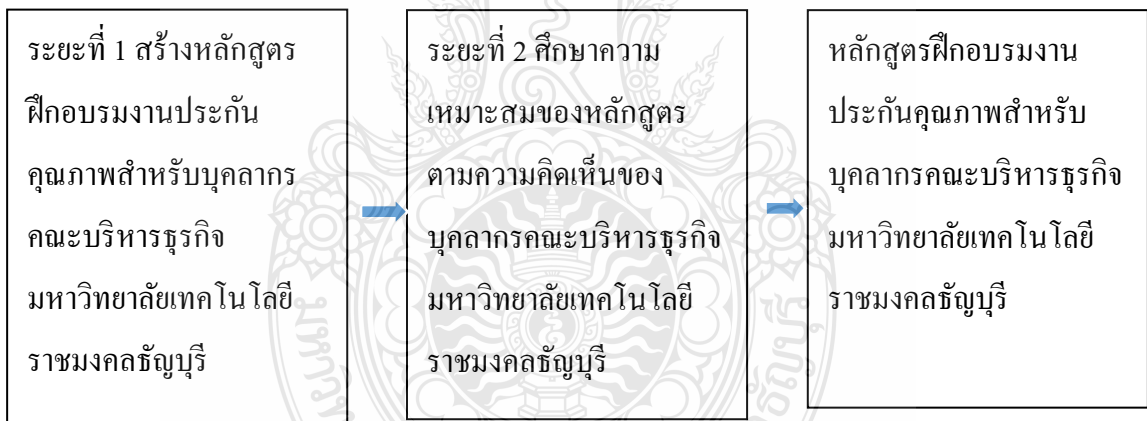 ระยะที่ 1 สร้างหลักสูตร
ฝึกอบรมงานประกัน
คุณภาพสำหรับบุคลากร
คณะบริหารธุรกิจ
มหาวิทยาลัยเทคโนโลยี
ราชมงคลธัญบุรี
ระยะที่ 2 ศึกษาความ
เหมาะสมของหลักสูตร
ตามความคิดเห็นของ
บุคลากรคณะบริหารธุรกิจ
มหาวิทยาลัยเทคโนโลยี
ราชมงคลธัญบุรี
หลักสูตรฝึกอบรมงาน
ประกันคุณภาพสำหรับ
บุคลากรคณะบริหารธุรกิจ
มหาวิทยาลัยเทคโนโลยี
ราชมงคลธัญบุรี